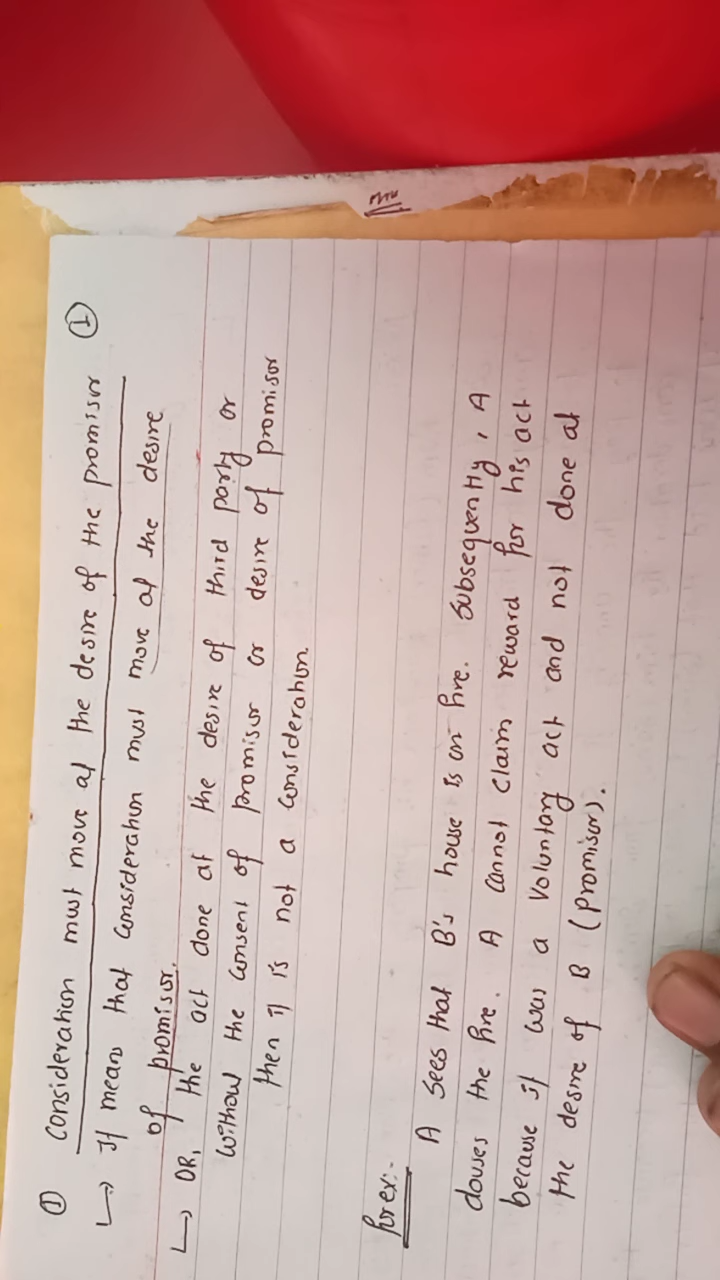 ① Consideration must move at the desire of the promisor ①
↳ It means that consideration must move at the desire
of promisor.
↳ OR, the act done at the desire of third party or
without the consent of promisor or desire of promisor
then it is not a consideration.
for ex:-
A sees that B's house is on fire. Subsequently, A
douses the fire. A cannot claim reward for his act
because it was a voluntary act and not done at
the desire of B (promisor).